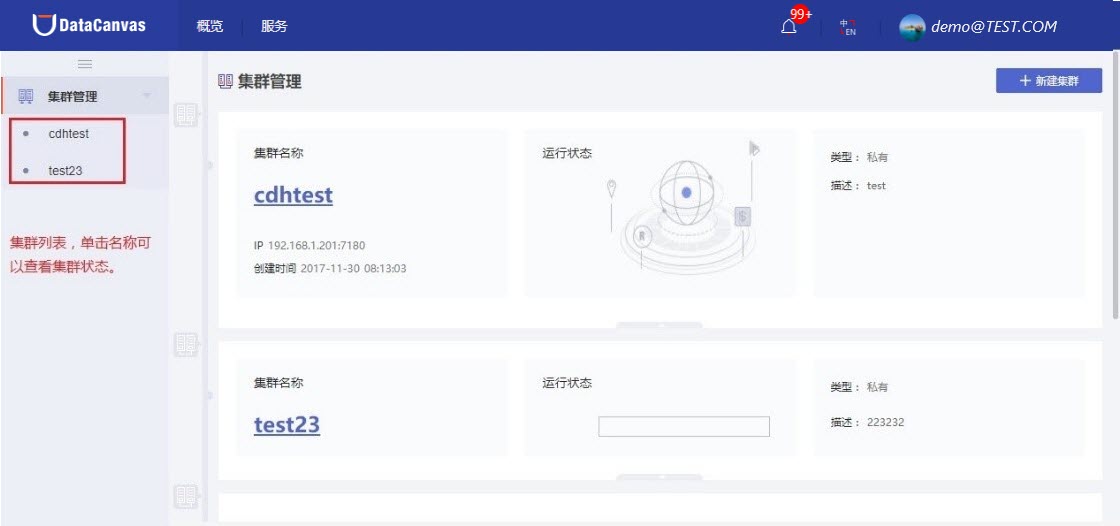 DataCanvas
概览
服务
99+
中
EN
demo@TEST.COM
集群管理
cdhtest
test23
集群列表，单击名称可
以查看集群状态。
集群管理
新建集群
集群名称
cdhtest
IP 192.168.1.201:7180
创建时间 2017-11-30 08:13:03
运行状态
类型： 私有
描述： test
集群名称
test23
运行状态
类型： 私有
描述： 223232